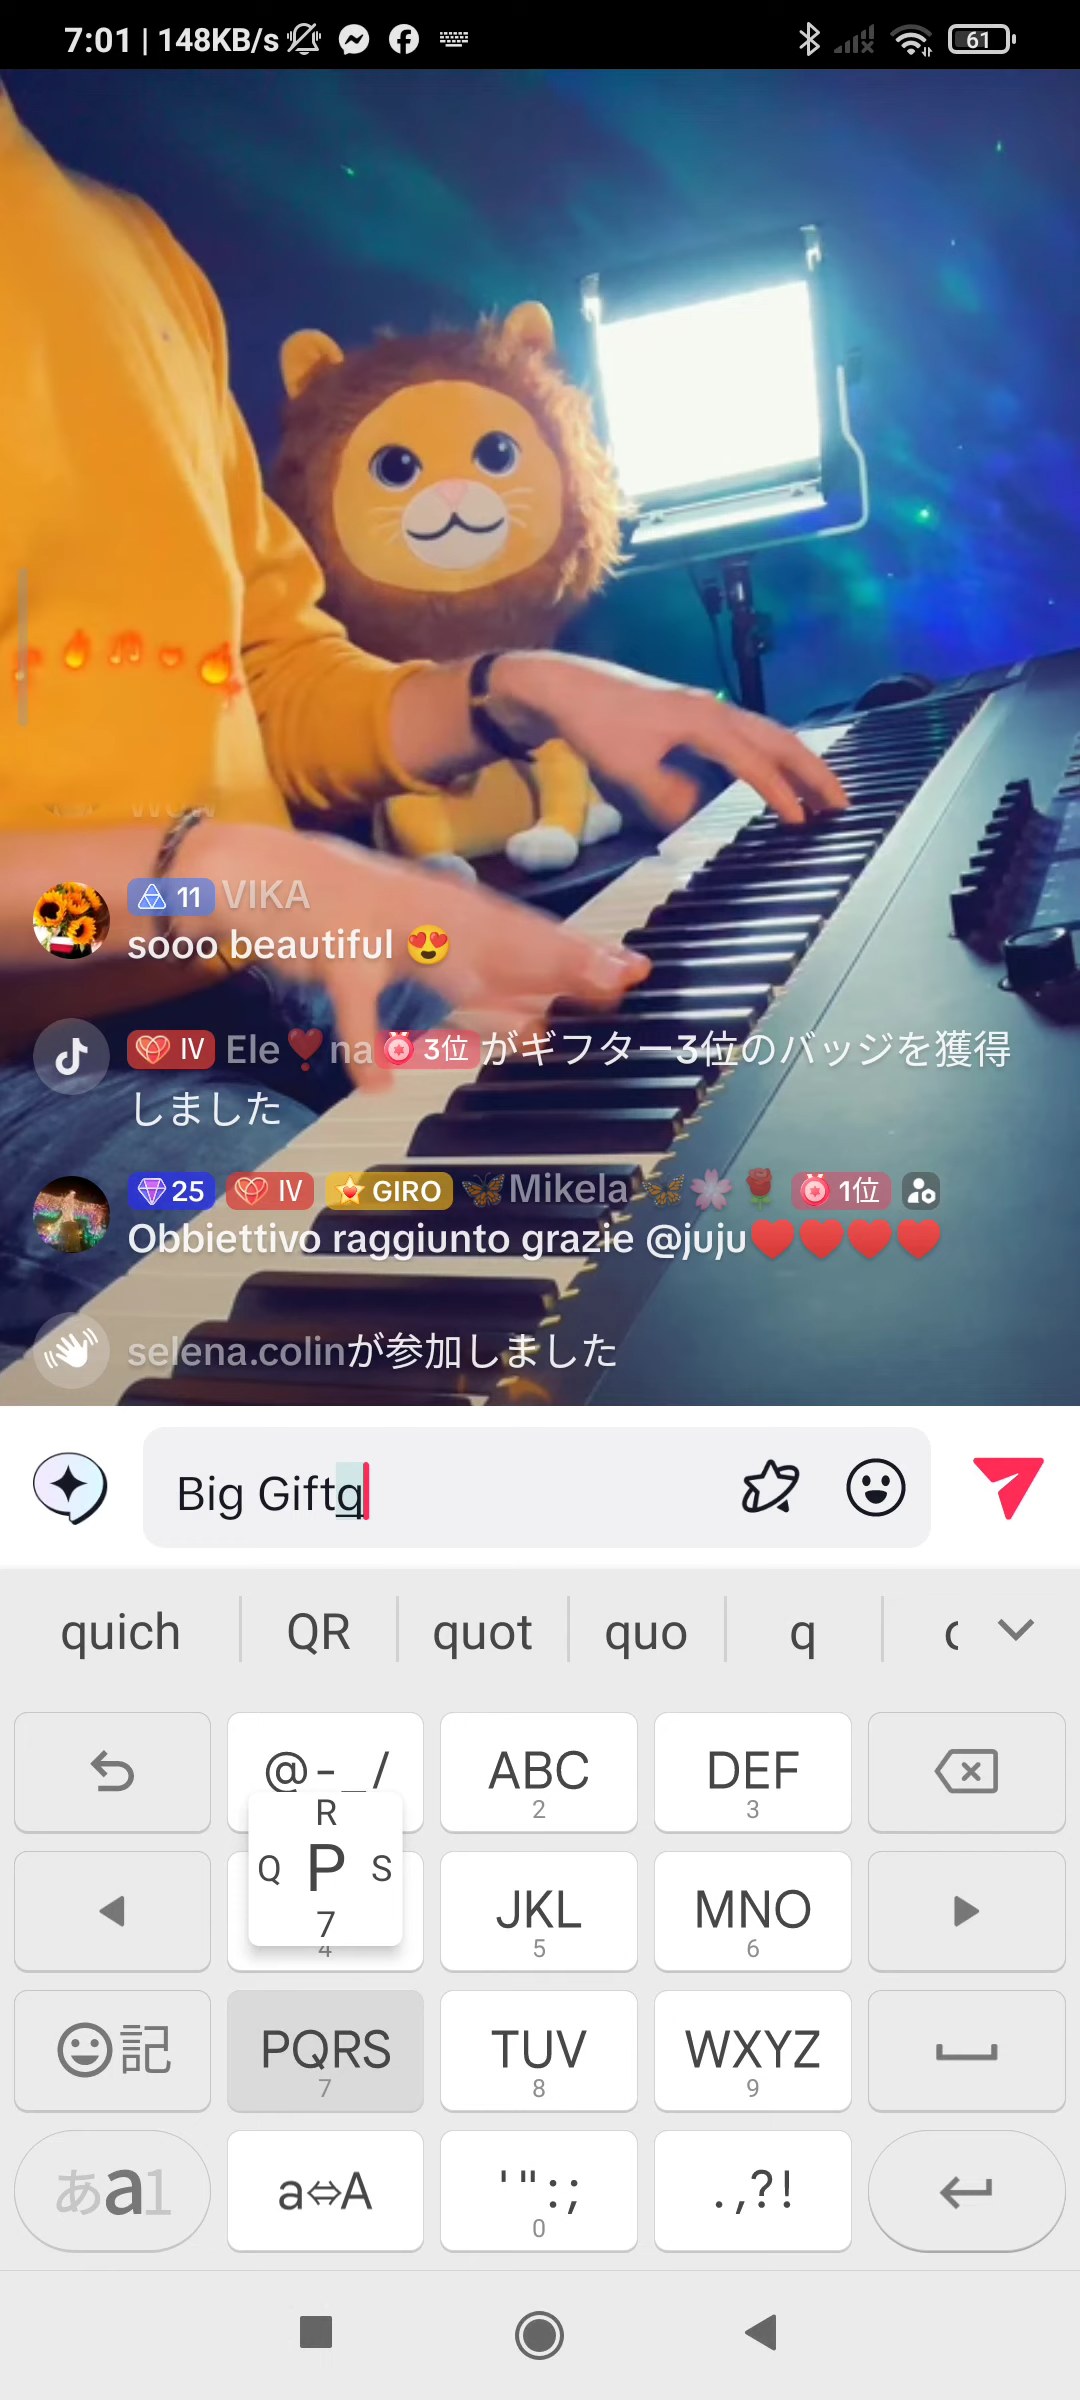 7:01 | 148KB/s
61
11 VIKA
sooo beautiful 😍
IV Ele❤️na 3位 がギフター3位のバッジを獲得
しました
25 IV GIRO 🦋Mikela🦋🌸🌹 1位
Obbiettivo raggiunto grazie @juju❤️❤️❤️❤️
selena.colinが参加しました
Big Giftq
quich QR quot quo q
@-_/ ABC DEF
2 3
R
Q P S
7
JKL MNO
4 5 6
記 PQRS TUV WXYZ
7 8 9
あa1 a⇔A '":; .,?!
0